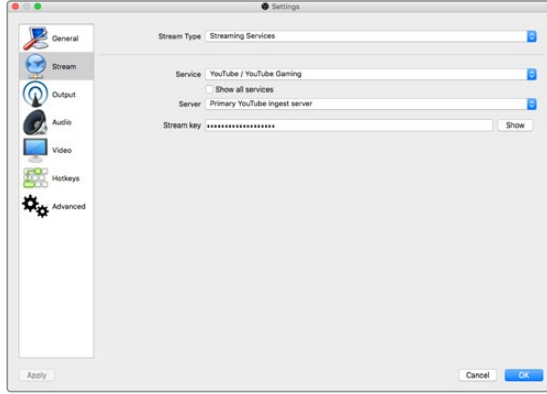 Settings
General
Stream
Output
Audio
Video
Hotkeys
Advanced
Stream Type Streaming Services
Service YouTube / YouTube Gaming
Show all services
Server Primary YouTube ingest server
Stream key ••••••••••••••••••• Show
Apply Cancel OK